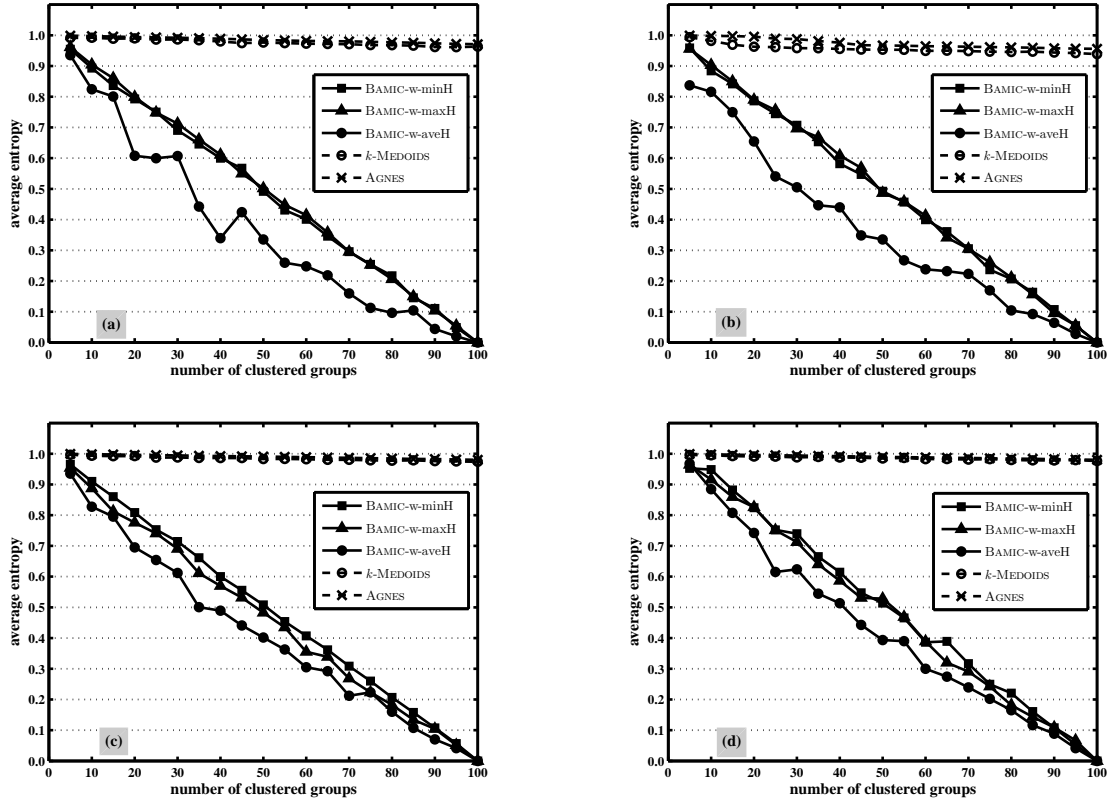 1.0
0.9
0.8
0.7
0.6
0.5
0.4
0.3
0.2
0.1
0.0
average entropy
BAMIC-w-minH
BAMIC-w-maxH
BAMIC-w-aveH
k-MEDOIDS
AGNES
(a)
0 10 20 30 40 50 60 70 80 90 100
number of clustered groups
1.0
0.9
0.8
0.7
0.6
0.5
0.4
0.3
0.2
0.1
0.0
average entropy
BAMIC-w-minH
BAMIC-w-maxH
BAMIC-w-aveH
k-MEDOIDS
AGNES
(b)
0 10 20 30 40 50 60 70 80 90 100
number of clustered groups
1.0
0.9
0.8
0.7
0.6
0.5
0.4
0.3
0.2
0.1
0.0
average entropy
BAMIC-w-minH
BAMIC-w-maxH
BAMIC-w-aveH
k-MEDOIDS
AGNES
(c)
0 10 20 30 40 50 60 70 80 90 100
number of clustered groups
1.0
0.9
0.8
0.7
0.6
0.5
0.4
0.3
0.2
0.1
0.0
average entropy
BAMIC-w-minH
BAMIC-w-maxH
BAMIC-w-aveH
k-MEDOIDS
AGNES
(d)
0 10 20 30 40 50 60 70 80 90 100
number of clustered groups